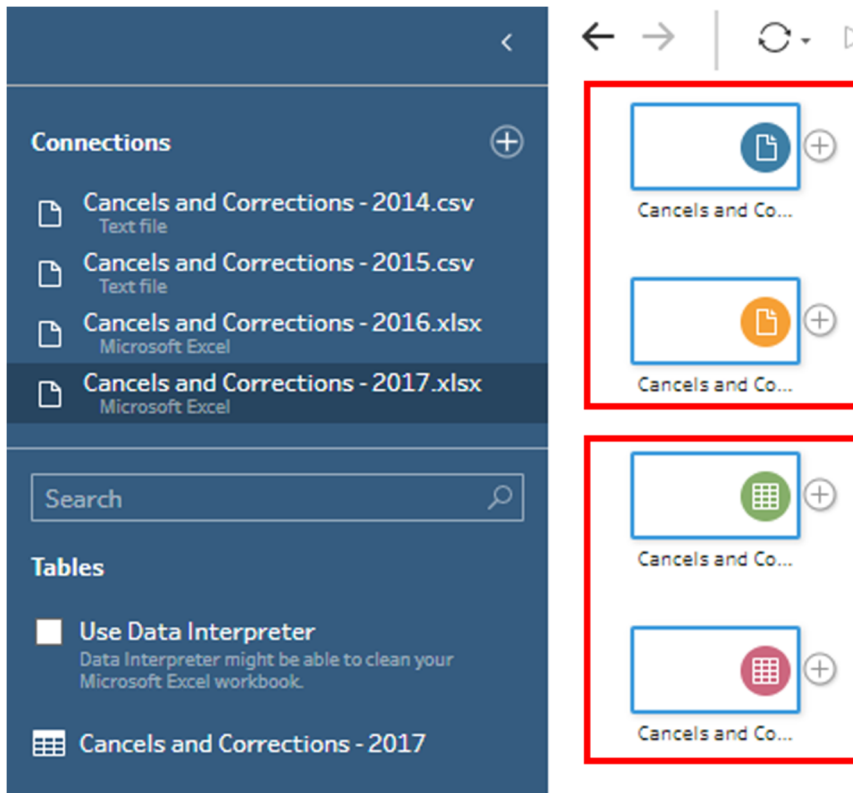 Connections
Cancels and Corrections - 2014.csv
Text file
Cancels and Corrections - 2015.csv
Text file
Cancels and Corrections - 2016.xlsx
Microsoft Excel
Cancels and Corrections - 2017.xlsx
Microsoft Excel
Search
Tables
Use Data Interpreter
Data Interpreter might be able to clean your
Microsoft Excel workbook.
Cancels and Corrections - 2017
Cancels and Co...
Cancels and Co...
Cancels and Co...
Cancels and Co...